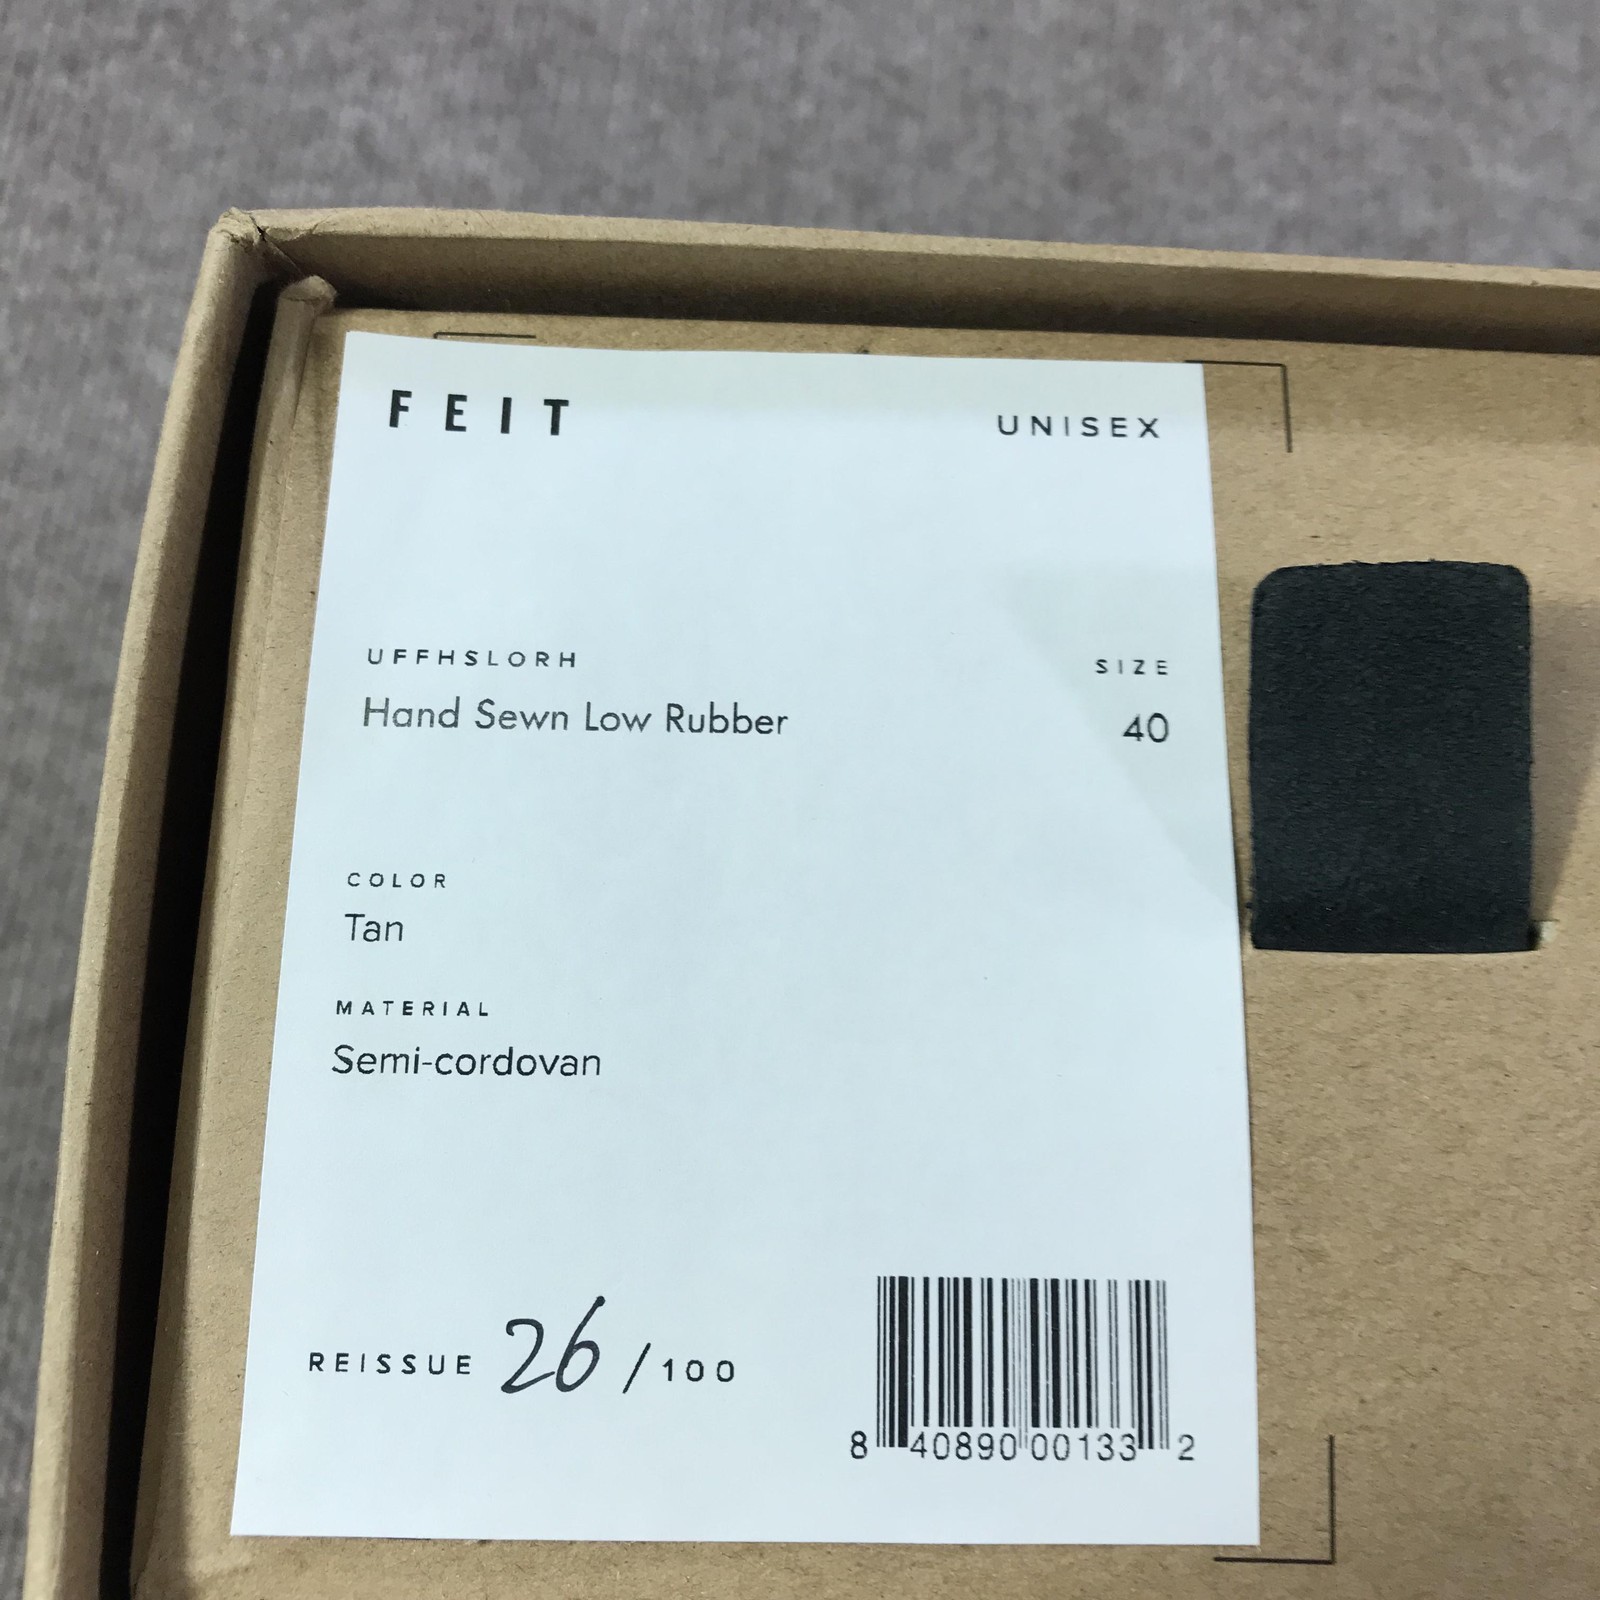 FEIT
UNISEX
UFFHSLORH
SIZE
Hand Sewn Low Rubber
40
COLOR
Tan
MATERIAL
Semi-cordovan
REISSUE 26/100
8 40890 00133 2